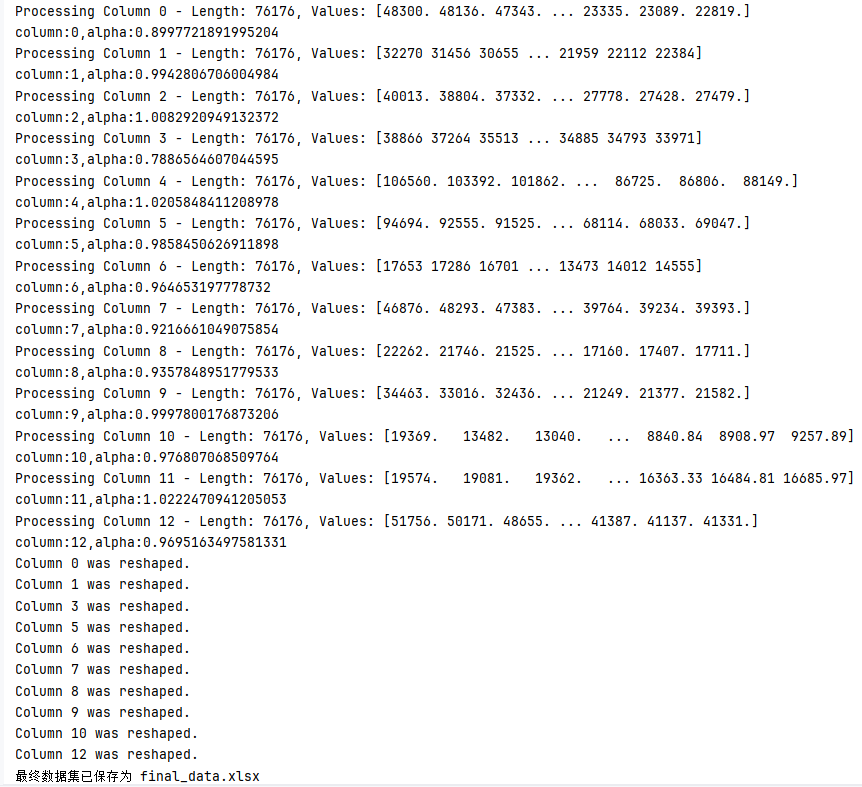 Processing Column 0 - Length: 76176, Values: [48300. 48136. 47343. ... 23335. 23089. 22819.]
column:0,alpha:0.8997721891995204
Processing Column 1 - Length: 76176, Values: [32270 31456 30655 ... 21959 22112 22384]
column:1,alpha:0.9942806706004984
Processing Column 2 - Length: 76176, Values: [40013. 38804. 37332. ... 27778. 27428. 27479.]
column:2,alpha:1.0082920949132372
Processing Column 3 - Length: 76176, Values: [38866 37264 35513 ... 34885 34793 33971]
column:3,alpha:0.7886564607044595
Processing Column 4 - Length: 76176, Values: [106560. 103392. 101862. ...  86725.  86806.  88149.]
column:4,alpha:1.0205848411208978
Processing Column 5 - Length: 76176, Values: [94694. 92555. 91525. ... 68114. 68033. 69047.]
column:5,alpha:0.9858450626911898
Processing Column 6 - Length: 76176, Values: [17653 17286 16701 ... 13473 14012 14555]
column:6,alpha:0.964653197778732
Processing Column 7 - Length: 76176, Values: [46876. 48293. 47383. ... 39764. 39234. 39393.]
column:7,alpha:0.9216661049075854
Processing Column 8 - Length: 76176, Values: [22262. 21746. 21525. ... 17160. 17407. 17711.]
column:8,alpha:0.9357848951779533
Processing Column 9 - Length: 76176, Values: [34463. 33016. 32436. ... 21249. 21377. 21582.]
column:9,alpha:0.9997800176873206
Processing Column 10 - Length: 76176, Values: [19369.   13482.   13040.   ...  8840.84  8908.97  9257.89]
column:10,alpha:0.976807068509764
Processing Column 11 - Length: 76176, Values: [19574.   19081.   19362.   ... 16363.33 16484.81 16685.97]
column:11,alpha:1.0222470941205053
Processing Column 12 - Length: 76176, Values: [51756. 50171. 48655. ... 41387. 41137. 41331.]
column:12,alpha:0.9695163497581331
Column 0 was reshaped.
Column 1 was reshaped.
Column 3 was reshaped.
Column 5 was reshaped.
Column 6 was reshaped.
Column 7 was reshaped.
Column 8 was reshaped.
Column 9 was reshaped.
Column 10 was reshaped.
Column 12 was reshaped.
最终数据集已保存为 final_data.xlsx